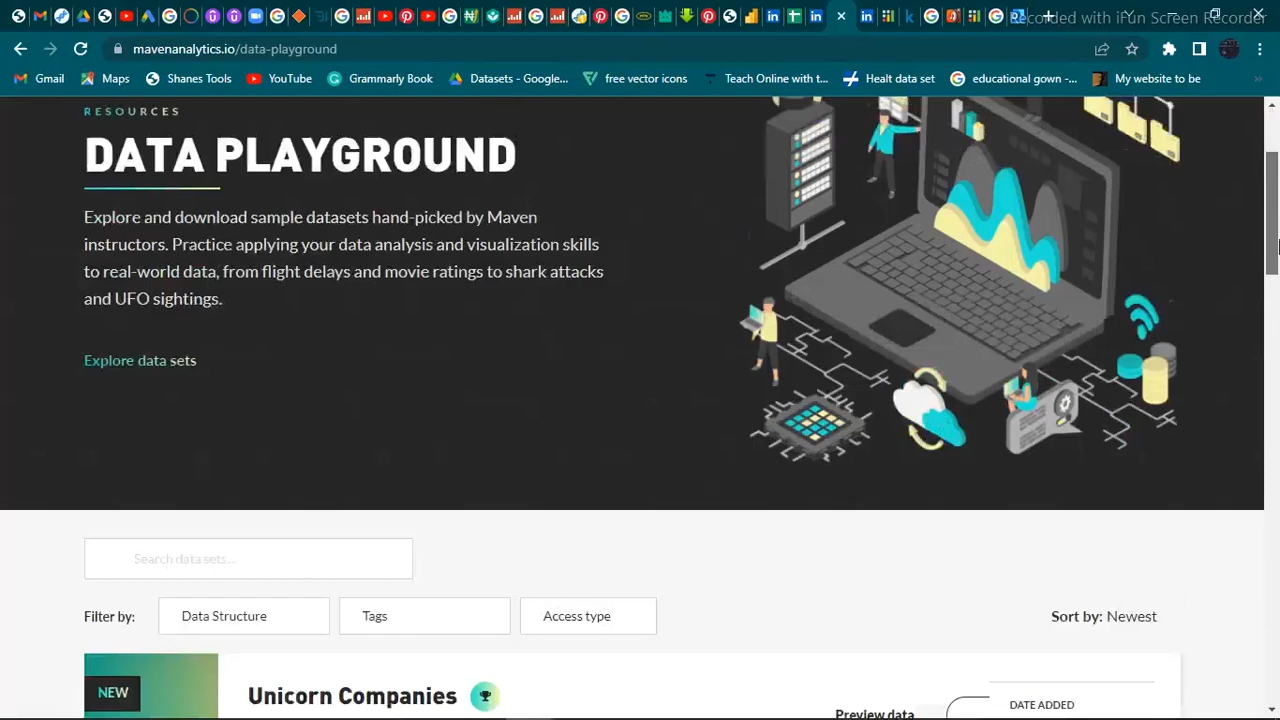 Recorded with iFun Screen Recorder
mavenanalytics.io/data-playground
Gmail
Maps
Shanes Tools
YouTube
Grammarly Book
Datasets - Google...
free vector icons
Teach Online with t...
Healt data set
educational gown -...
My website to be
RESOURCES
DATA PLAYGROUND
Explore and download sample datasets hand-picked by Maven
instructors. Practice applying your data analysis and visualization skills
to real-world data, from flight delays and movie ratings to shark attacks
and UFO sightings.
Explore data sets
Search data sets...
Filter by:
Data Structure
Tags
Access type
Sort by: Newest
NEW
Unicorn Companies
Preview data
DATE ADDED